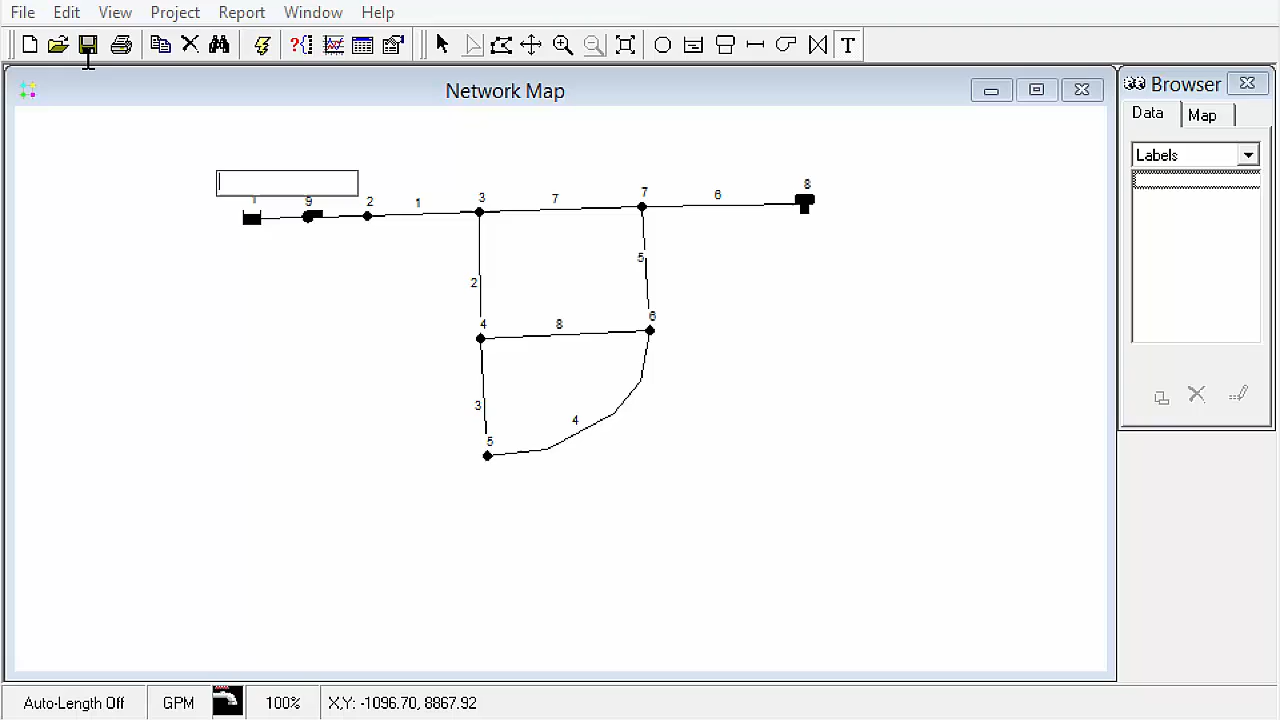 File Edit View Project Report Window Help
T
Network Map
Browser
Data Map
Labels
8
7
7
6
3
9
2
1
1
5
2
6
4
8
3
4
5
Auto-Length Off GPM 100% X,Y: -1096.70, 8867.92